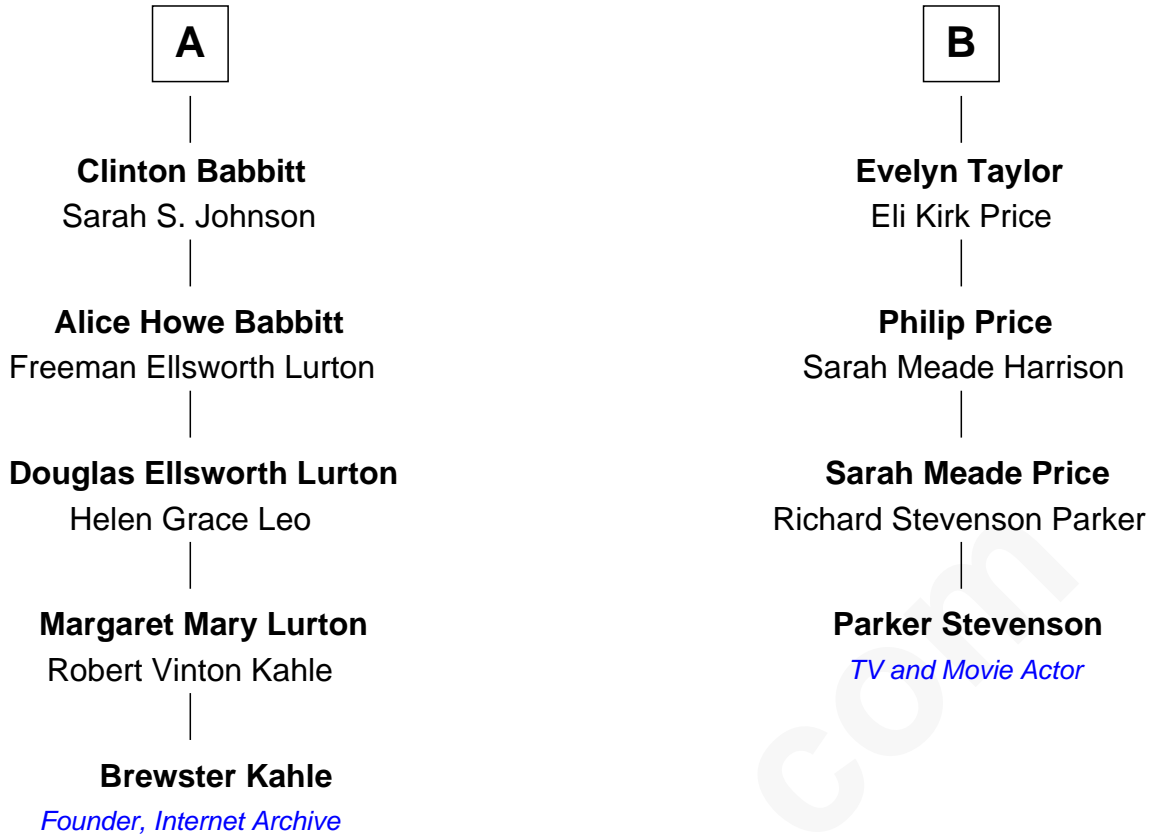 A
Clinton Babbitt
Sarah S. Johnson
Alice Howe Babbitt
Freeman Ellsworth Lurton
Douglas Ellsworth Lurton
Helen Grace Leo
Margaret Mary Lurton
Robert Vinton Kahle
Brewster Kahle
Founder, Internet Archive
B
Evelyn Taylor
Eli Kirk Price
Philip Price
Sarah Meade Harrison
Sarah Meade Price
Richard Stevenson Parker
Parker Stevenson
TV and Movie Actor
com